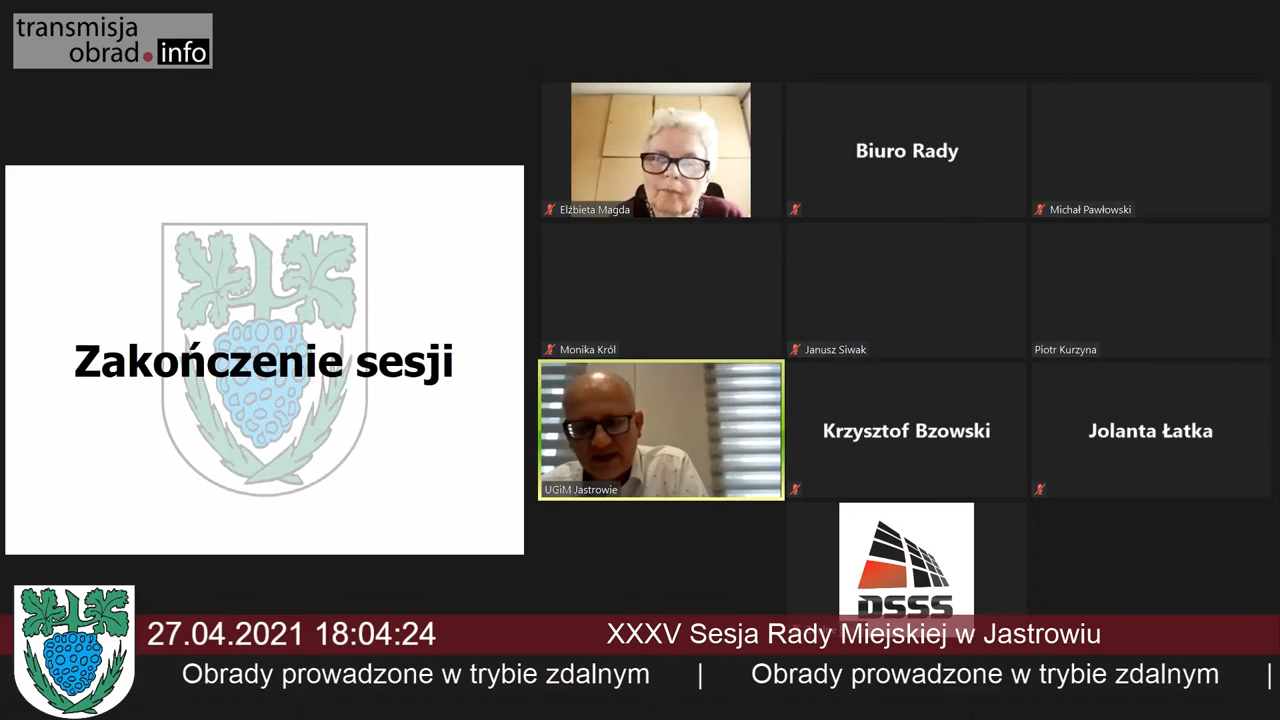 transmisja
obrad.info
Elżbieta Magda
Biuro Rady
Michał Pawłowski
Monika Król
Janusz Siwak
Piotr Kurzyna
Zakończenie sesji
UGiM Jastrowie
Krzysztof Bzowski
Jolanta Łatka
DSSS
27.04.2021 18:04:24
XXXV Sesja Rady Miejskiej w Jastrowiu
Obrady prowadzone w trybie zdalnym | Obrady prowadzone w trybie zdalnym |